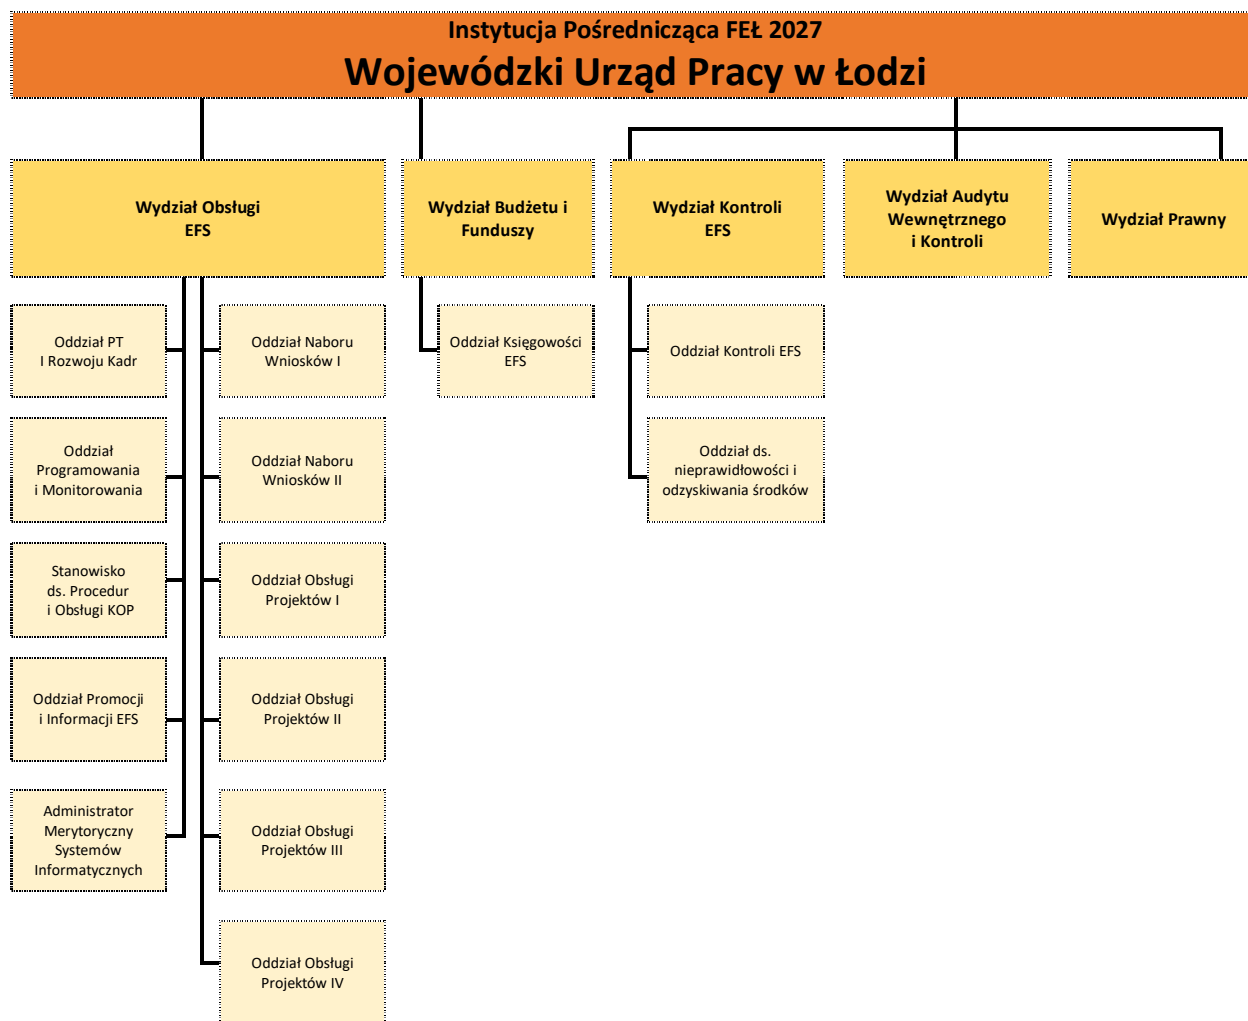 Instytucja Pośrednicząca FEŁ 2027
Wojewódzki Urząd Pracy w Łodzi
Wydział Obsługi
EFS
Wydział Budżetu i
Funduszy
Wydział Kontroli
EFS
Wydział Audytu
Wewnętrznego
i Kontroli
Wydział Prawny
Oddział PT
I Rozwoju Kadr
Oddział Naboru
Wniosków I
Oddział Księgowości
EFS
Oddział Kontroli EFS
Oddział
Programowania
i Monitorowania
Oddział Naboru
Wniosków II
Oddział ds.
nieprawidłowości i
odzyskiwania środków
Stanowisko
ds. Procedur
i Obsługi KOP
Oddział Obsługi
Projektów I
Oddział Promocji
i Informacji EFS
Oddział Obsługi
Projektów II
Administrator
Merytoryczny
Systemów
Informatycznych
Oddział Obsługi
Projektów III
Oddział Obsługi
Projektów IV